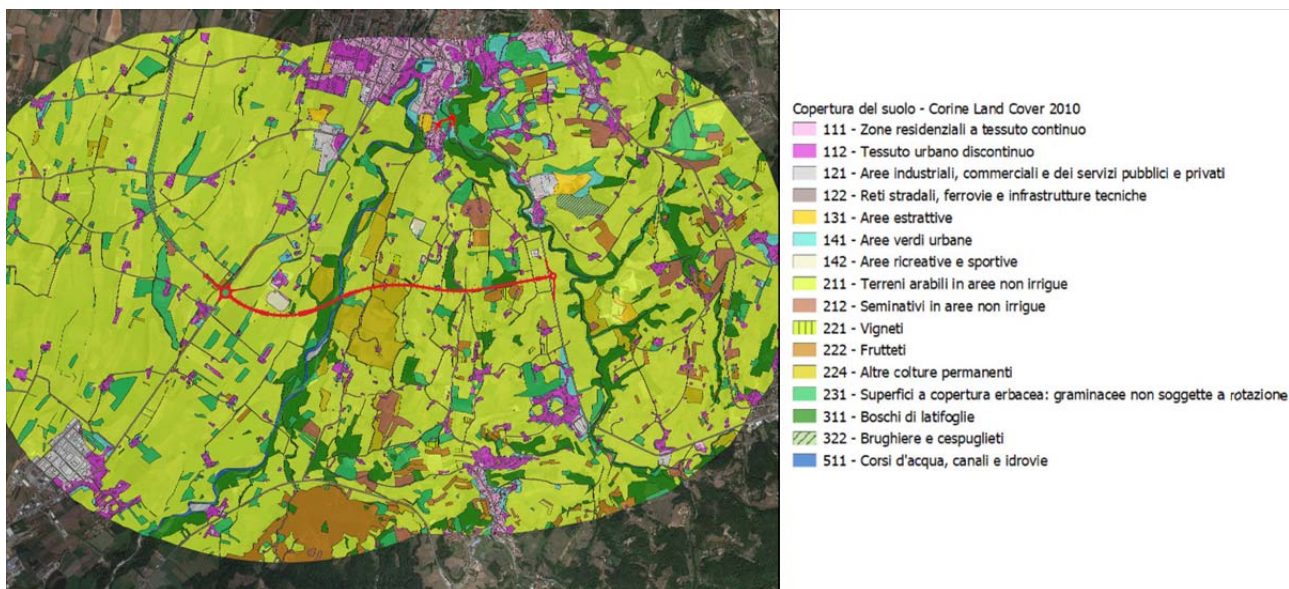 Copertura del suolo - Corine Land Cover 2010
111 - Zone residenziali a tessuto continuo
112 - Tessuto urbano discontinuo
121 - Aree industriali, commerciali e dei servizi pubblici e privati
122 - Reti stradali, ferrovie e infrastrutture tecniche
131 - Aree estrattive
141 - Aree verdi urbane
142 - Aree ricreative e sportive
211 - Terreni arabili in aree non irrigue
212 - Seminativi in aree non irrigue
221 - Vigneti
222 - Frutteti
224 - Altre colture permanenti
231 - Superfici a copertura erbacea: graminacee non soggette a rotazione
311 - Boschi di latifoglie
322 - Brughiere e cespuglieti
511 - Corsi d'acqua, canali e idrovie